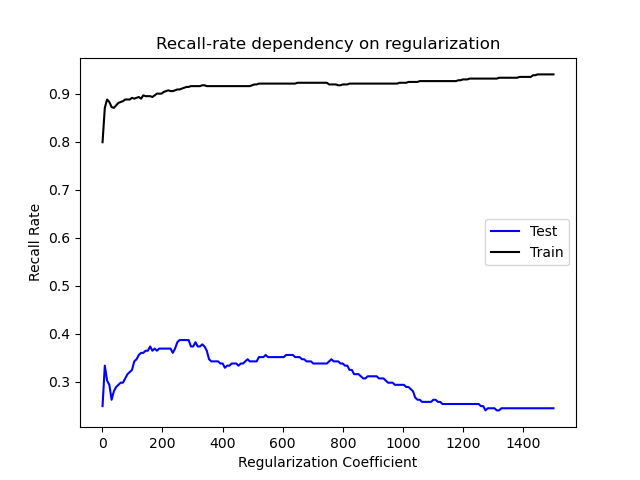 Recall-rate dependency on regularization
Recall Rate
0.9
0.8
0.7
0.6
0.5
0.4
0.3
Test
Train
0 200 400 600 800 1000 1200 1400
Regularization Coefficient